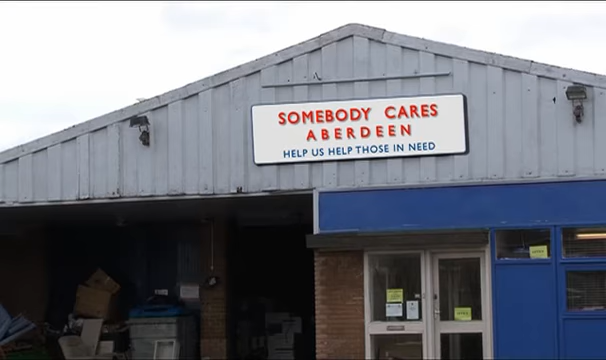 SOMEBODY CARES
ABERDEEN
HELP US HELP THOSE IN NEED